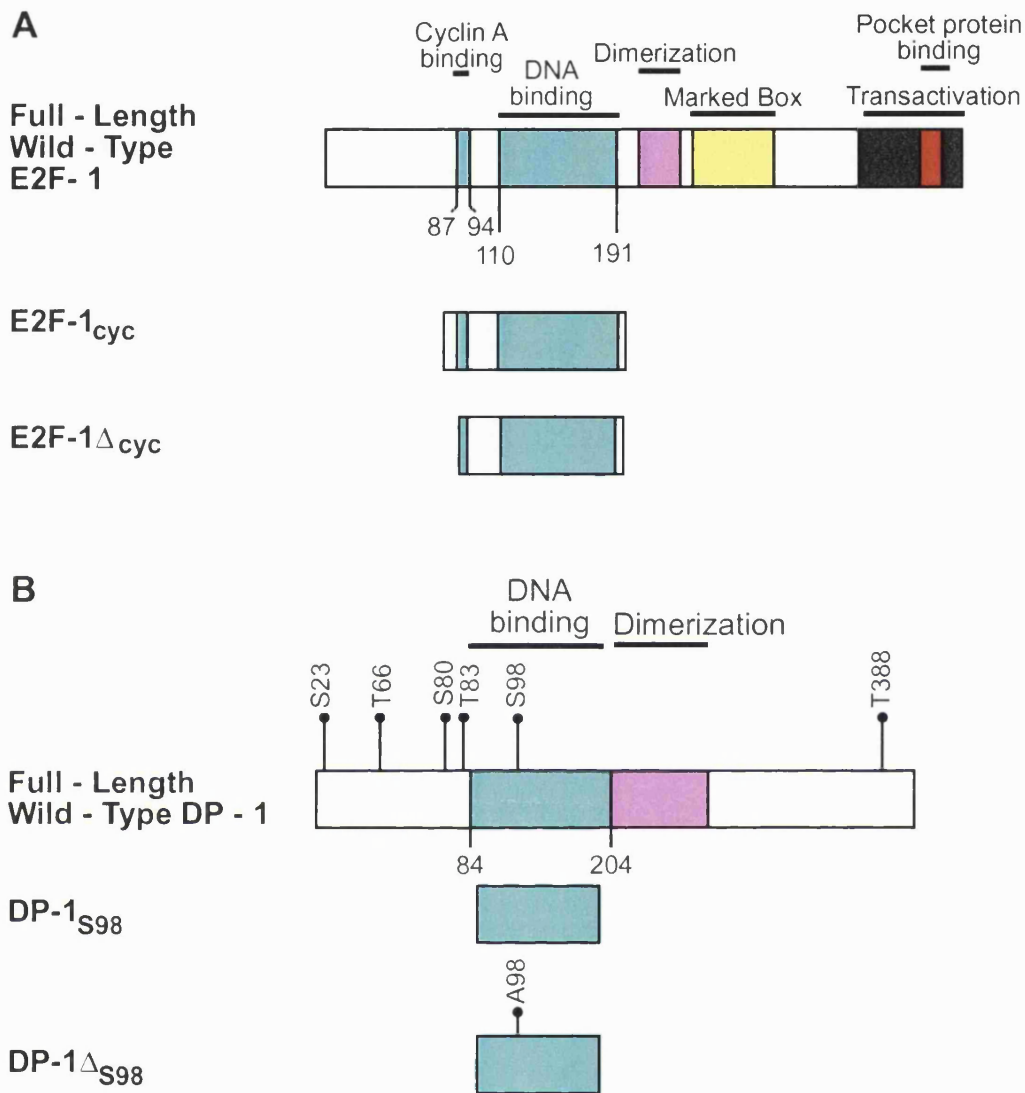 A
Cyclin A
binding
DNA
binding
Dimerization
Marked Box
Pocket protein
binding
Transactivation
Full - Length
Wild - Type
E2F- 1
87 94
110 191
E2F-1cyc
E2F-1Δcyc
B
DNA
binding
Dimerization
S23 T66 S80 T83 S98 T388
Full - Length
Wild - Type DP - 1
84 204
DP-1S98
A98
DP-1ΔS98